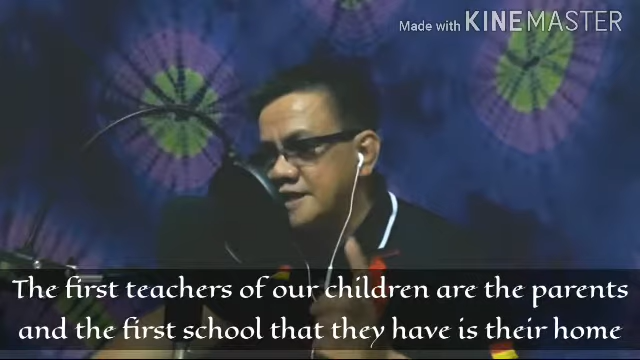 Made with KINEMASTER
The first teachers of our children are the parents
and the first school that they have is their home